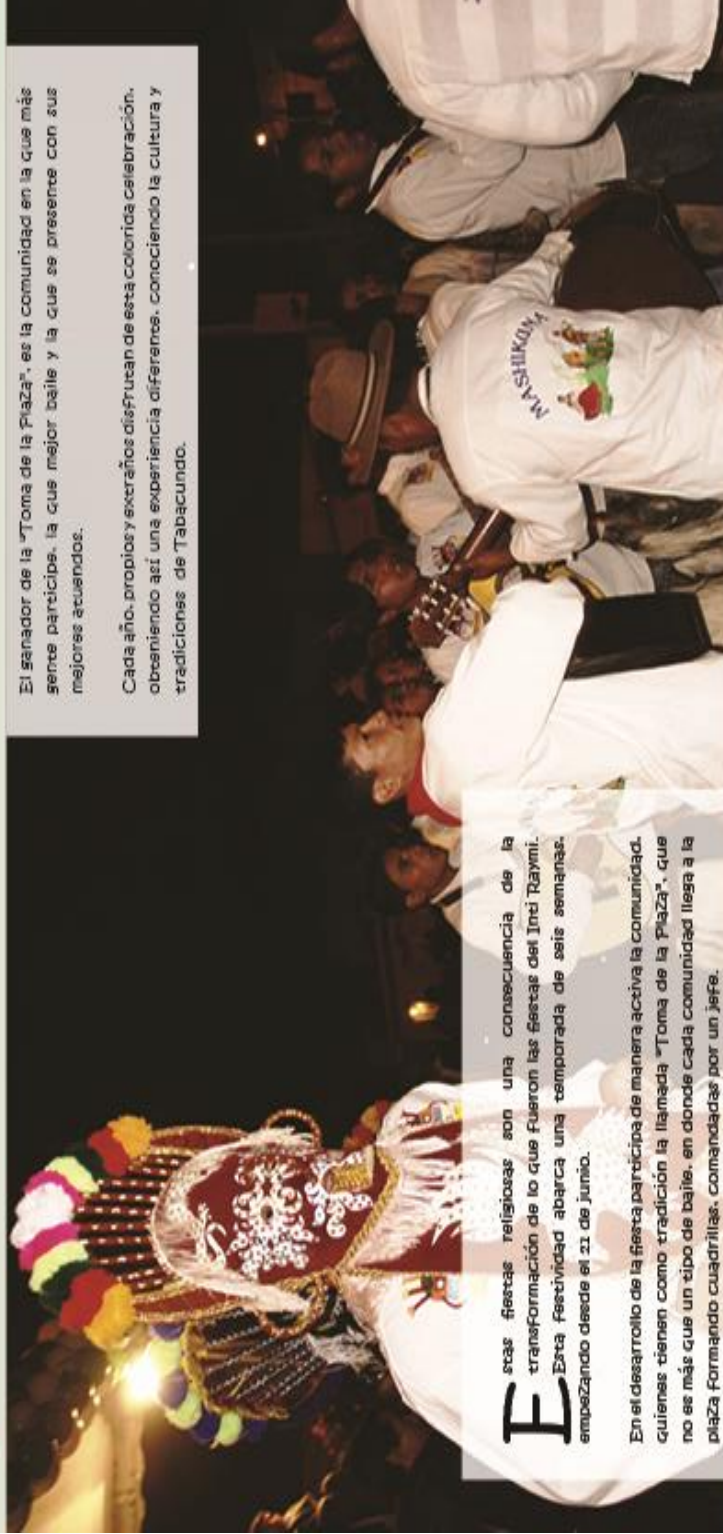 Estas fiestas religiosas son una consecuencia de la
transformación de lo que fueron las fiestas del Inti Raymi.
Esta festividad abarca una temporada de seis semanas,
empezando desde el 21 de junio.
En el desarrollo de la fiesta participa de manera activa la comunidad,
quienes tienen como tradición la llamada "Toma de la Plaza", que
no es más que un tipo de baile, en donde cada comunidad llega a la
plaza formando cuadrillas, comandadas por un jefe.
El ganador de la "Toma de la Plaza", es la comunidad en la que más
gente participe, la que mejor baile y la que se presente con sus
mejores atuendos.
Cada año, propios y extraños disfrutan de esta colorida celebración,
obteniendo así una experiencia diferente, conociendo la cultura y
tradiciones de Tabacundo.
MASHIKUNA